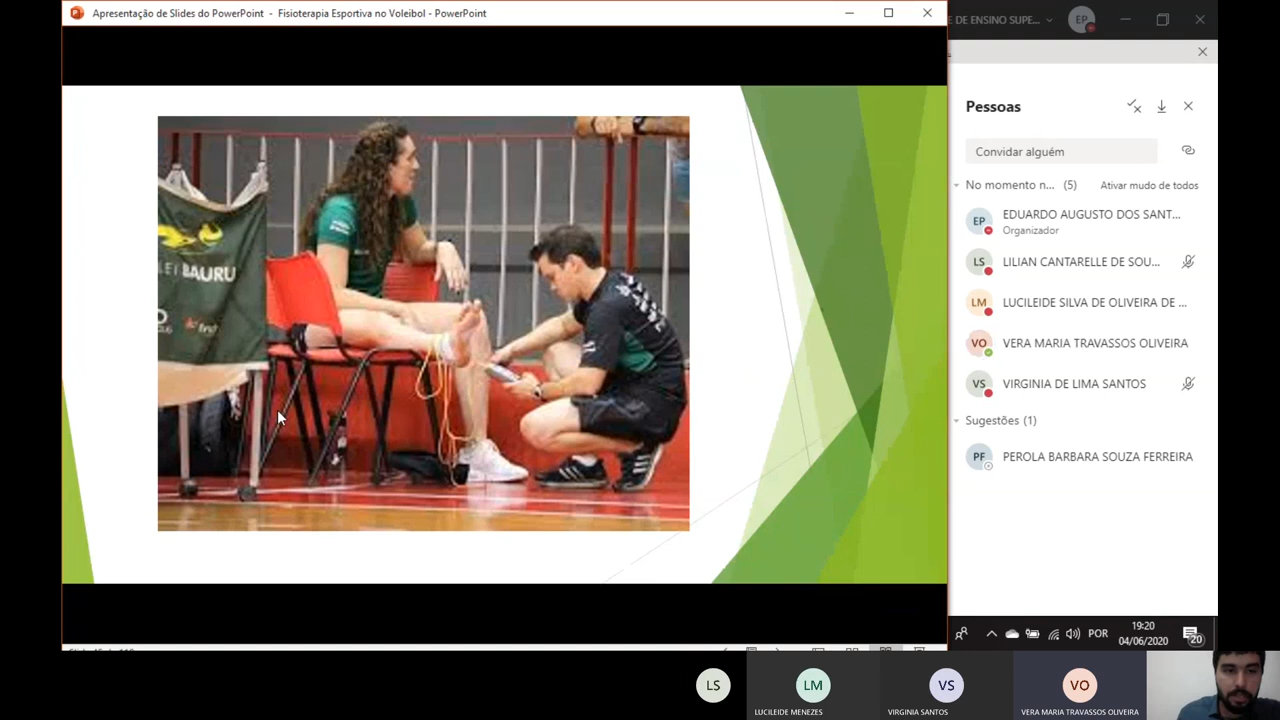 Apresentação de Slides do PowerPoint - Fisioterapia Esportiva no Voleibol - PowerPoint
E DE ENSINO SUPE...
EP
Pessoas
Convidar alguém
No momento n... (5)
Ativar mudo de todos
EP
EDUARDO AUGUSTO DOS SANT...
Organizador
LS
LILIAN CANTARELLE DE SOU...
LM
LUCILEIDE SILVA DE OLIVEIRA DE ...
VO
VERA MARIA TRAVASSOS OLIVEIRA
VS
VIRGINIA DE LIMA SANTOS
Sugestões (1)
PF
PEROLA BARBARA SOUZA FERREIRA
BAURU
POR
19:20
04/06/2020
20
LS
LM
LUCILEIDE MENEZES
VS
VIRGINIA SANTOS
VO
VERA MARIA TRAVASSOS OLIVEIRA